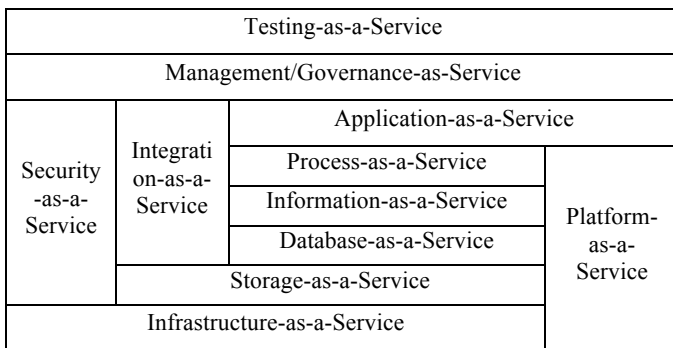 Testing-as-a-Service
Management/Governance-as-Service
Application-as-a-Service
Security
-as-a-
Service
Integrati
on-as-a-
Service
Process-as-a-Service
Information-as-a-Service
Database-as-a-Service
Platform-
as-a-
Service
Storage-as-a-Service
Infrastructure-as-a-Service